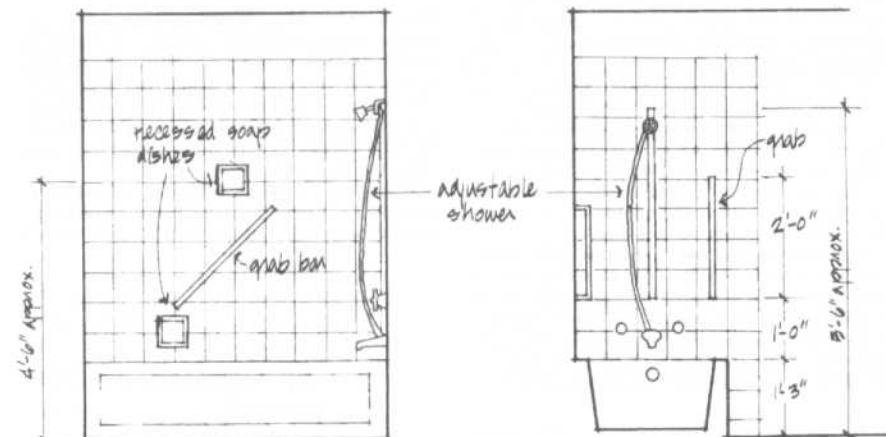 recessed soap
dishes
grab bar
4'-6" approx.
adjustable
shower
grab
2'-0"
1'-0"
1'-3"
5'-6" approx.